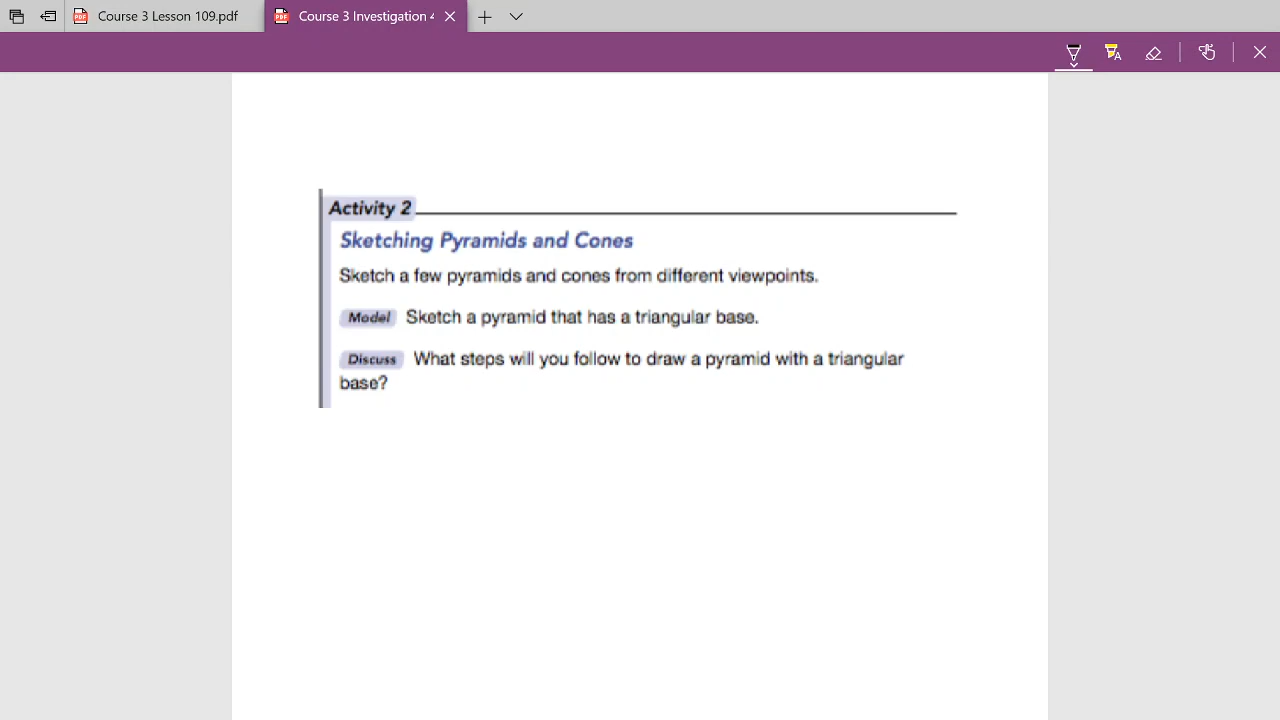 Course 3 Lesson 109.pdf
Course 3 Investigation 4
Activity 2
Sketching Pyramids and Cones
Sketch a few pyramids and cones from different viewpoints.
Model Sketch a pyramid that has a triangular base.
Discuss What steps will you follow to draw a pyramid with a triangular
base?